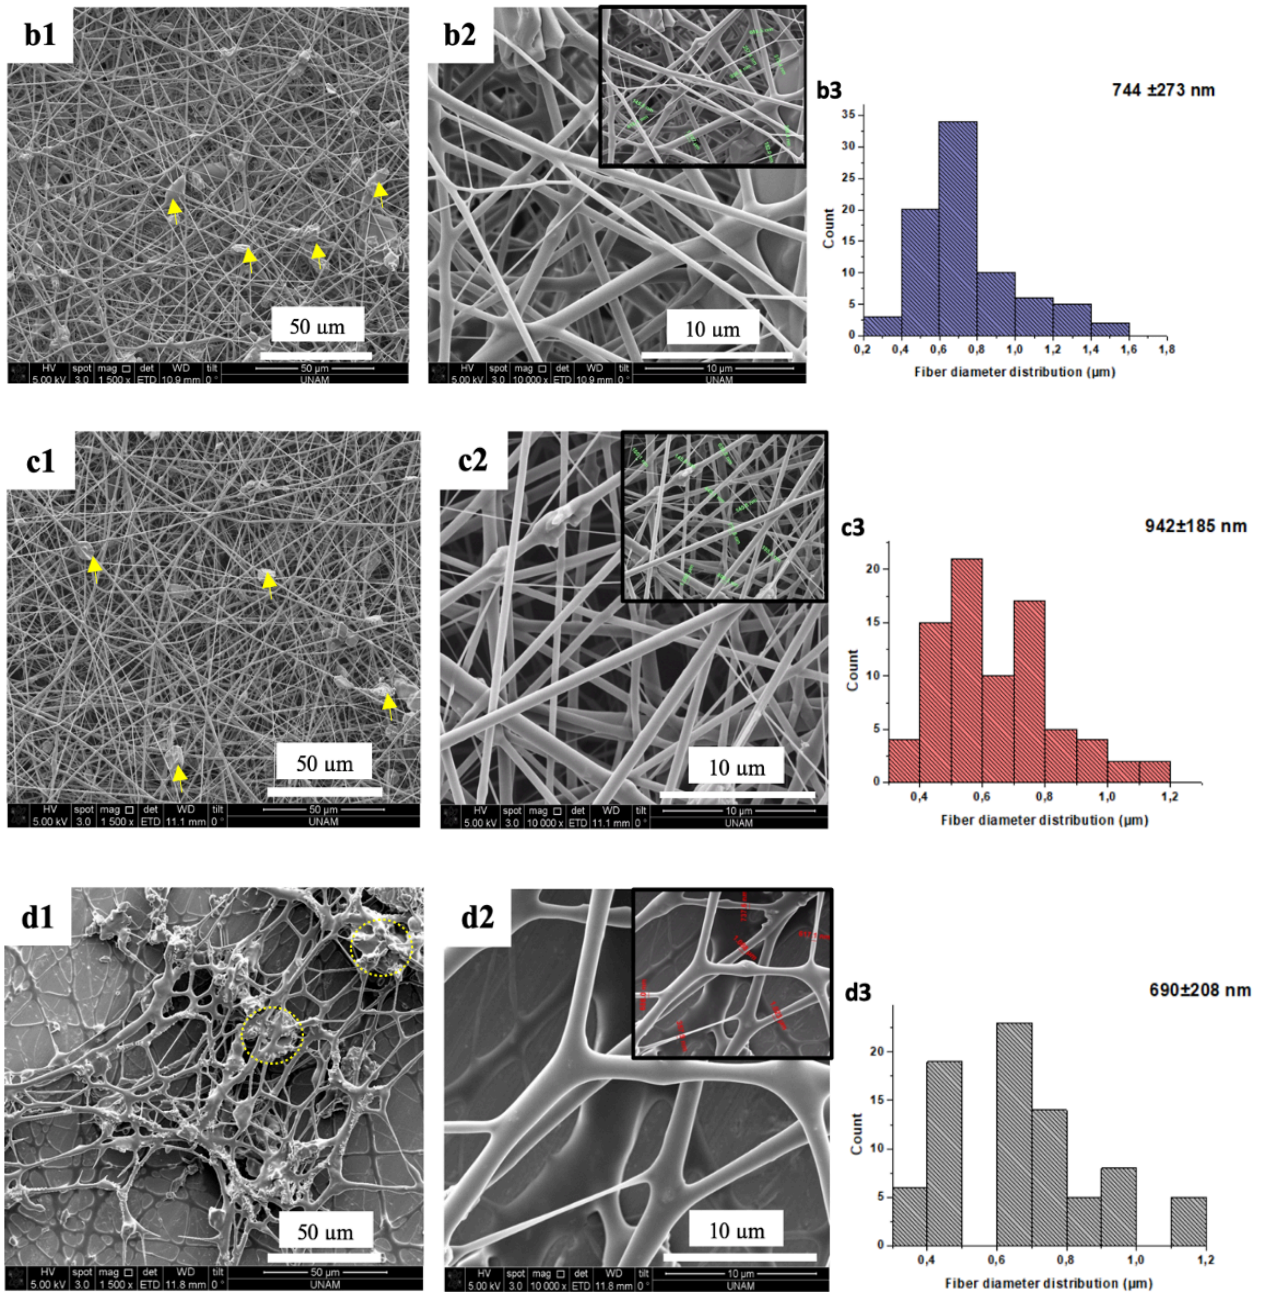 b1
50 um
HV spot mag □ det WD tilt 50 µm
5.00 kV 3.0 1 500 x ETD 10.9 mm 0 ° UNAM
b2
10 µm
HV spot mag □ det WD tilt 10 µm
5.00 kV 3.0 10 000 x ETD 10.9 mm 0 ° UNAM
b3
744 ±273 nm
Count
35
30
25
20
15
10
5
0
0,2 0,4 0,6 0,8 1,0 1,2 1,4 1,6 1,8
Fiber diameter distribution (µm)
c1
50 um
HV spot mag □ det WD tilt 50 µm
5.00 kV 3.0 1 500 x ETD 11.1 mm 0 ° UNAM
c2
10 um
HV spot mag □ det WD tilt 10 µm
5.00 kV 3.0 10 000 x ETD 11.1 mm 0 ° UNAM
c3
942±185 nm
Count
20
15
10
5
0
0,4 0,6 0,8 1,0 1,2
Fiber diameter distribution (µm)
d1
50 um
HV spot mag □ det WD tilt 50 µm
5.00 kV 3.0 1 500 x ETD 11.8 mm 0 ° UNAM
d2
10 um
HV spot mag □ det WD tilt 10 µm
5.00 kV 3.0 10 000 x ETD 11.8 mm 0 ° UNAM
d3
690±208 nm
Count
20
15
10
5
0
0,4 0,6 0,8 1,0 1,2
Fiber diameter distribution (µm)